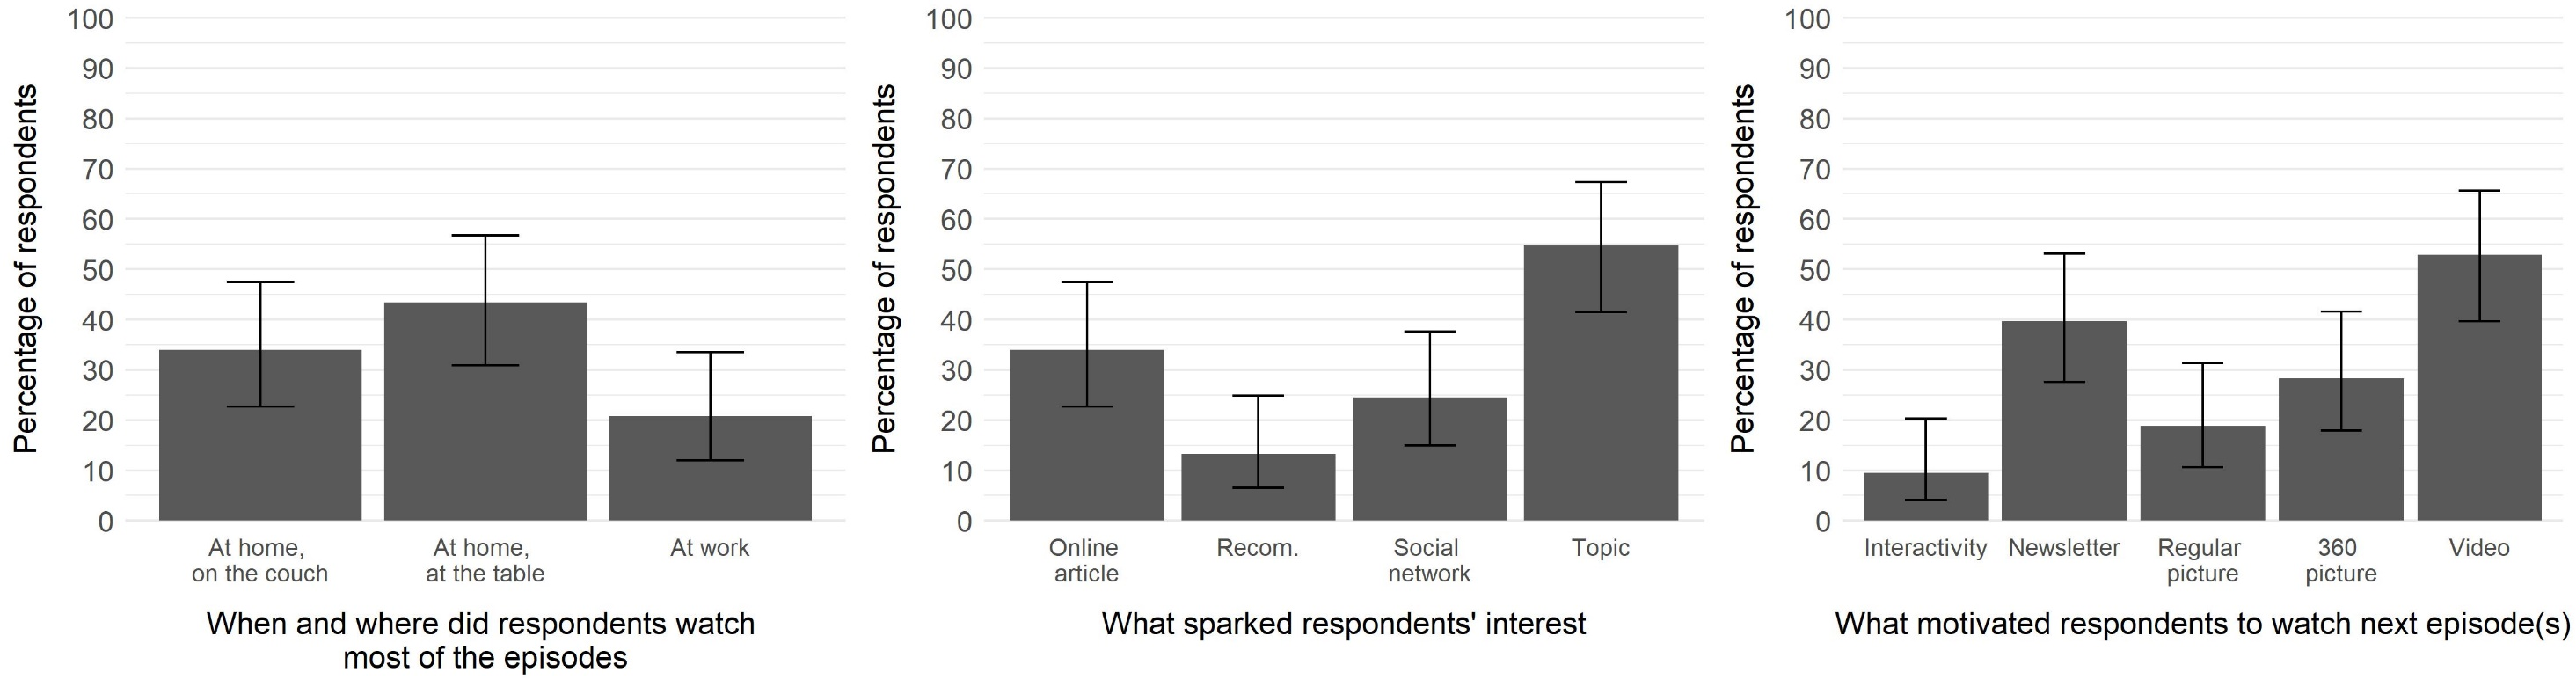 Percentage of respondents
100
90
80
70
60
50
40
30
20
10
0
At home,
on the couch
At home,
at the table
At work
When and where did respondents watch
most of the episodes
Percentage of respondents
100
90
80
70
60
50
40
30
20
10
0
Online
article
Recom.
Social
network
Topic
What sparked respondents' interest
Percentage of respondents
100
90
80
70
60
50
40
30
20
10
0
Interactivity
Newsletter
Regular
picture
360
picture
Video
What motivated respondents to watch next episode(s)